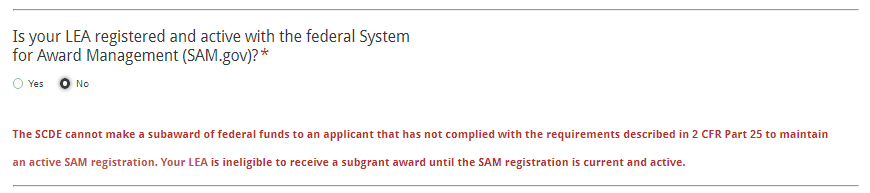 Is your LEA registered and active with the federal System
for Award Management (SAM.gov)?*
Yes No
The SCDE cannot make a subaward of federal funds to an applicant that has not complied with the requirements described in 2 CFR Part 25 to maintain
an active SAM registration. Your LEA is ineligible to receive a subgrant award until the SAM registration is current and active.